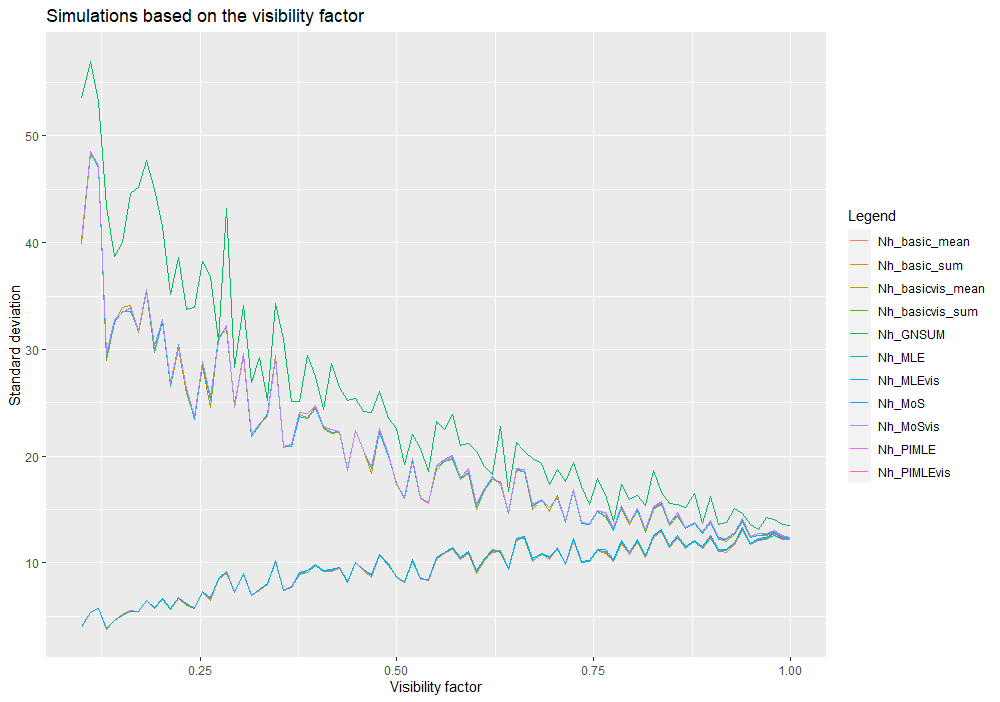 Simulations based on the visibility factor
Standard deviation
50
40
30
20
10
0.25
0.50
0.75
1.00
Visibility factor
Legend
Nh_basic_mean
Nh_basic_sum
Nh_basicvis_mean
Nh_basicvis_sum
Nh_GNSUM
Nh_MLE
Nh_MLEvis
Nh_MoS
Nh_MoSvis
Nh_PIMLE
Nh_PIMLEvis